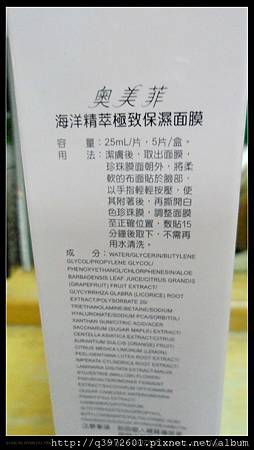 奧美菲
海洋精萃極致保濕面膜
容 量：25mL/片，5片/盒。
用 法：潔膚後，取出面膜，
珍珠膜面朝外，將柔
軟的布面貼於臉部，
以手指輕輕按壓，使
其附著後，再撕開白
色珍珠膜，調整面膜
至正確位置，敷貼15
分鐘後取下，不需再
用水清洗。
成 分：WATER/GLYCERIN/BUTYLENE
GLYCOL/PROPYLENE GLYCOL/
PHENOXYETHANOL/CHLORPHENESIN/ALOE
BARBADENSIS LEAF JUICE/CITRUS GRANDIS
(GRAPEFRUIT) FRUIT EXTRACT/
GLYCYRRHIZA GLABRA (LICORICE) ROOT
EXTRACT/POLYSORBATE 20/
TRIETHANOLAMINE/BETAINE/SODIUM
HYALURONATE/SODIUM PCA/SORBITOL/
XANTHAN GUM/CITRIC ACID/ACER
SACCHARUM (SUGAR MAPLE) EXTRACT/
CENTELLA ASIATICA EXTRACT/CITRUS
AURANTIUM DULCIS (ORANGE) FRUIT/
CITRUS MEDICA LIMONUM (LEMON)
ROOT EXTRACT/
EXTRACT
http://q3972601.pixnet.net/album